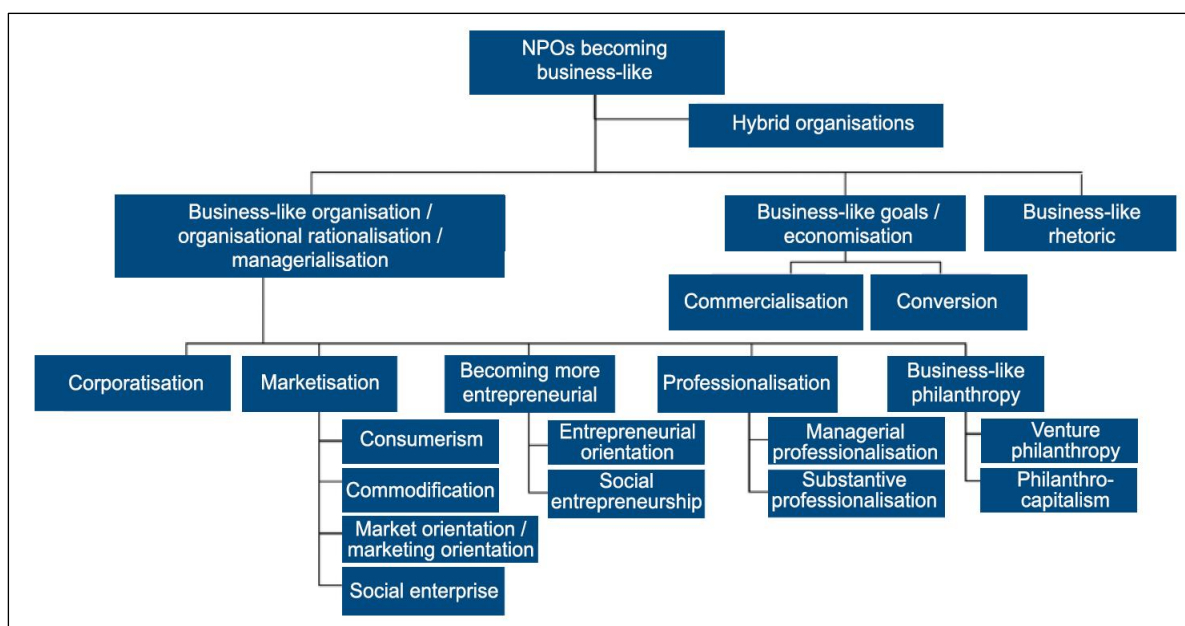 NPOs becoming
business-like
Hybrid organisations
Business-like organisation /
organisational rationalisation /
managerialisation
Business-like goals /
economisation
Business-like
rhetoric
Commercialisation
Conversion
Corporatisation
Marketisation
Becoming more
entrepreneurial
Professionalisation
Business-like
philanthropy
Consumerism
Commodification
Market orientation /
marketing orientation
Social enterprise
Entrepreneurial
orientation
Social
entrepreneurship
Managerial
professionalisation
Substantive
professionalisation
Venture
philanthropy
Philanthro-
capitalism